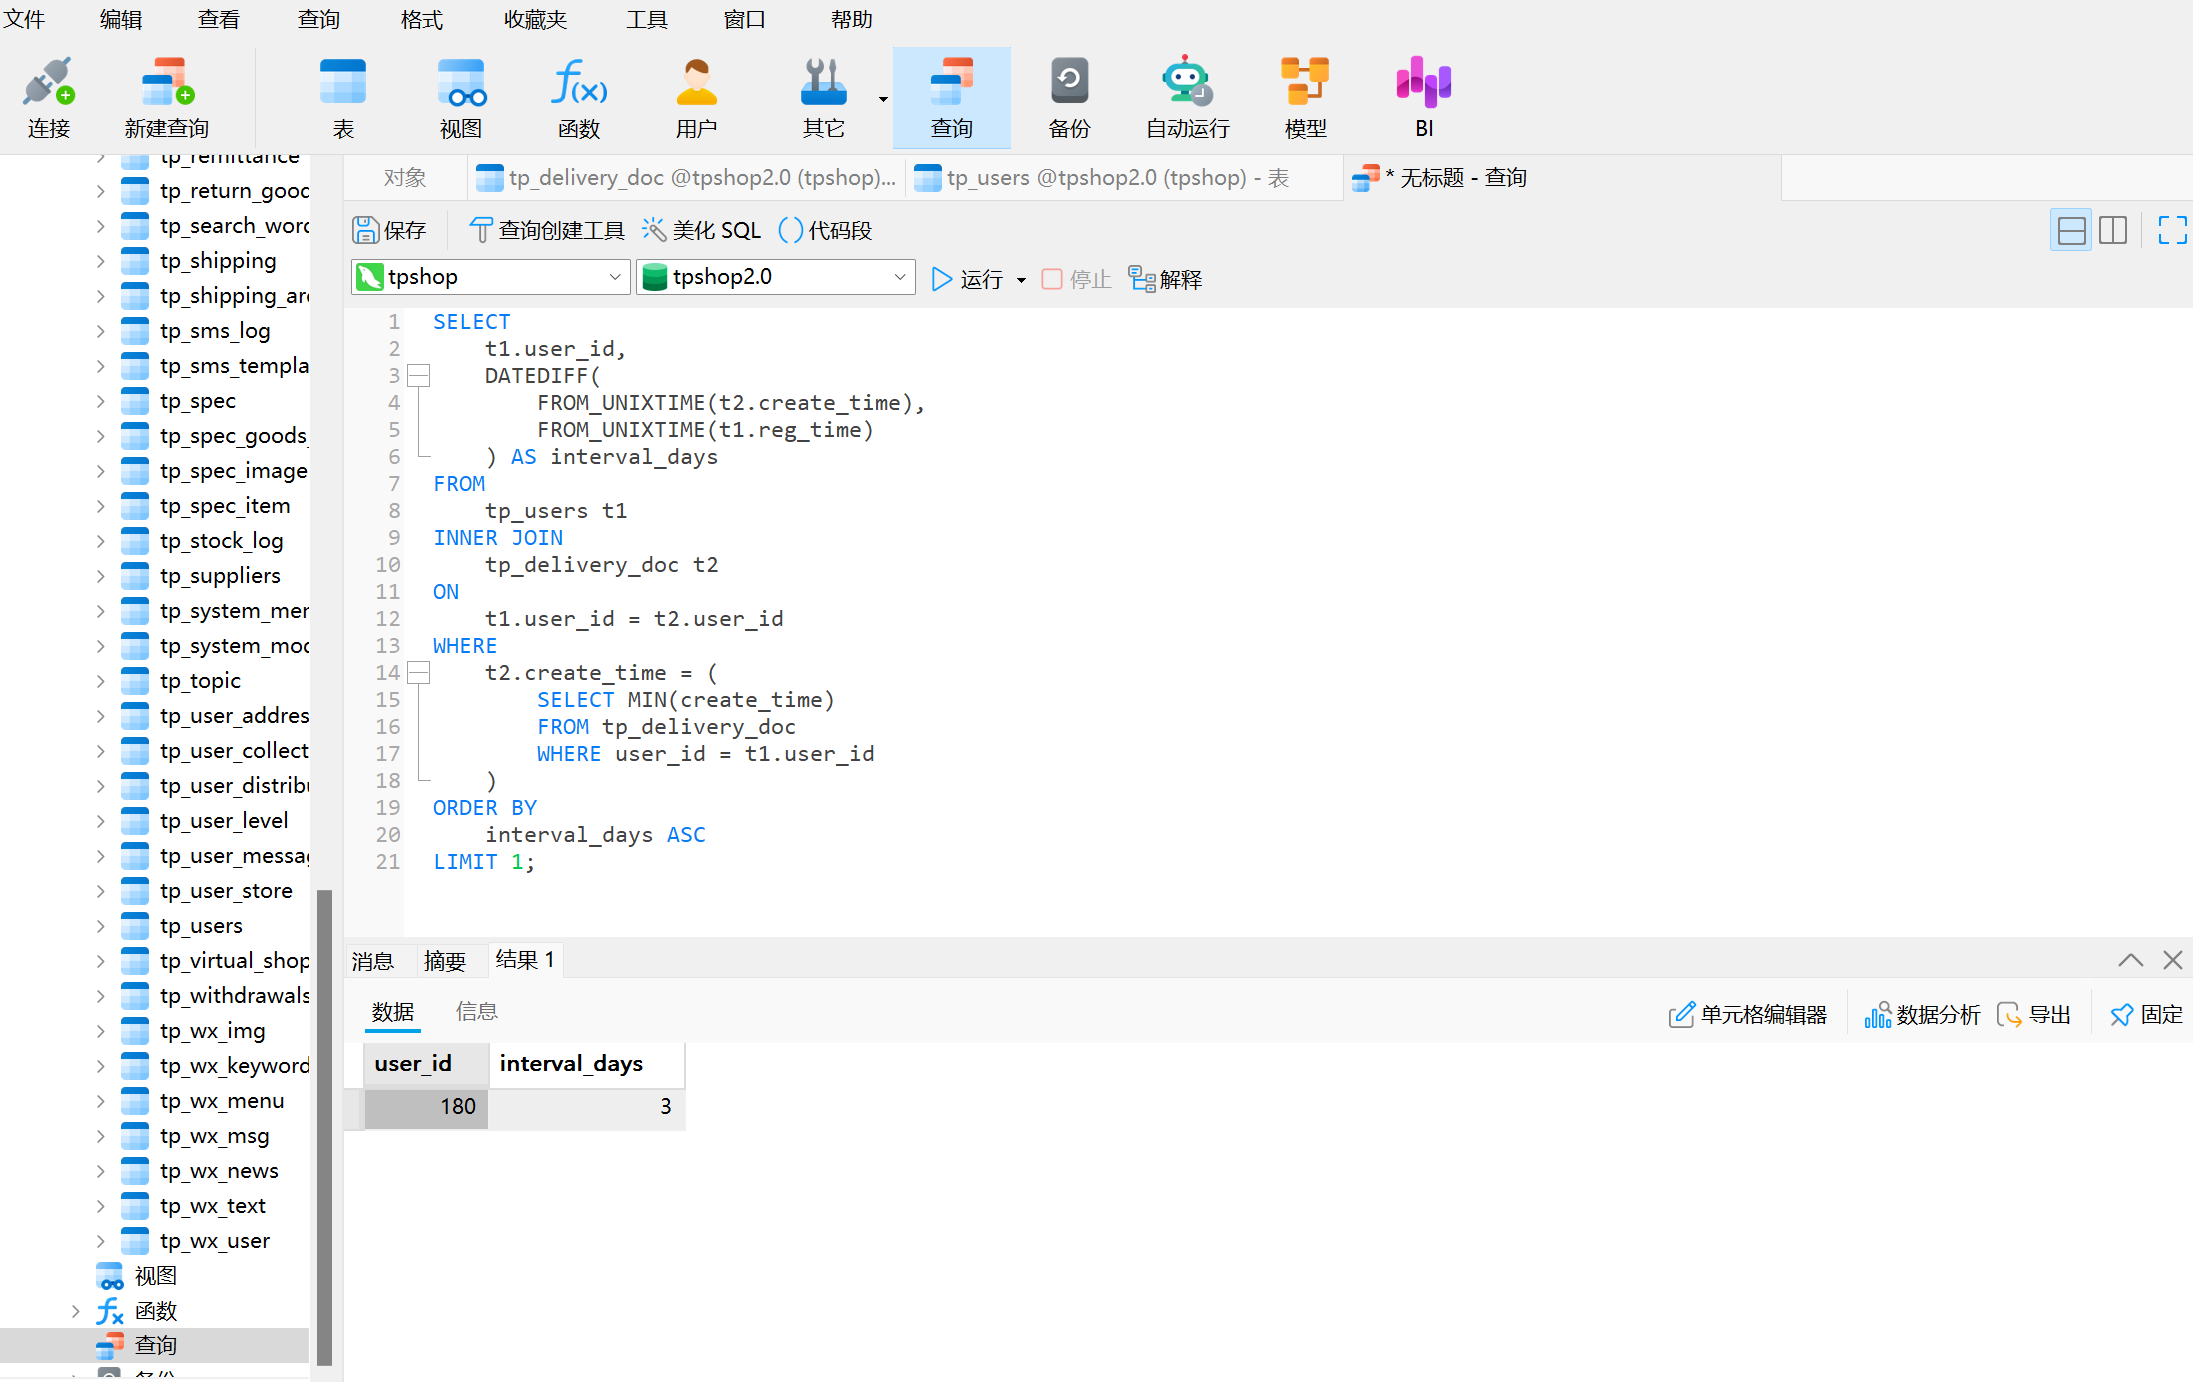 文件 编辑 查看 查询 格式 收藏夹 工具 窗口 帮助
连接 新建查询 表 视图 函数 用户 其它 查询 备份 自动运行 模型 BI
tp_remittance
tp_return_good
tp_search_word
tp_shipping
tp_shipping_are
tp_sms_log
tp_sms_templa
tp_spec
tp_spec_goods_
tp_spec_image
tp_spec_item
tp_stock_log
tp_suppliers
tp_system_men
tp_system_mod
tp_topic
tp_user_addres
tp_user_collect
tp_user_distribu
tp_user_level
tp_user_messag
tp_user_store
tp_users
tp_virtual_shop
tp_withdrawals
tp_wx_img
tp_wx_keyword
tp_wx_menu
tp_wx_msg
tp_wx_news
tp_wx_text
tp_wx_user
视图
函数
查询
备份
对象 tp_delivery_doc @tpshop2.0 (tpshop)... tp_users @tpshop2.0 (tpshop) - 表 * 无标题 - 查询
保存 查询创建工具 美化 SQL 代码段
tpshop tpshop2.0 运行 停止 解释
1 SELECT
2 t1.user_id,
3 DATEDIFF(
4 FROM_UNIXTIME(t2.create_time),
5 FROM_UNIXTIME(t1.reg_time)
6 ) AS interval_days
7 FROM
8 tp_users t1
9 INNER JOIN
10 tp_delivery_doc t2
11 ON
12 t1.user_id = t2.user_id
13 WHERE
14 t2.create_time = (
15 SELECT MIN(create_time)
16 FROM tp_delivery_doc
17 WHERE user_id = t1.user_id
18 )
19 ORDER BY
20 interval_days ASC
21 LIMIT 1;
消息 摘要 结果 1
数据 信息 单元格编辑器 数据分析 导出 固定
user_id interval_days
180 3